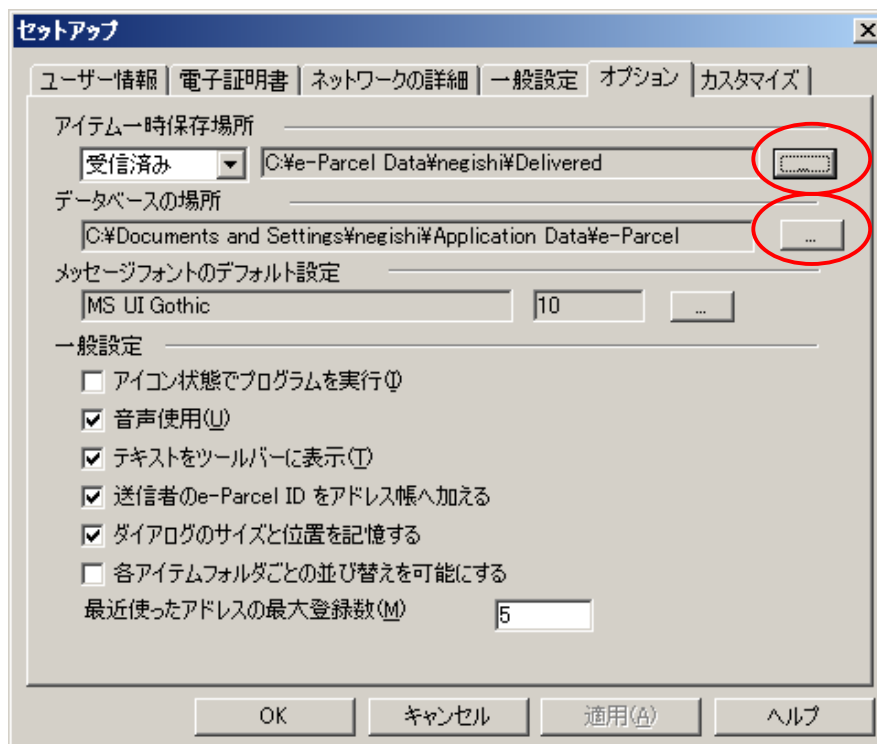 セットアップ
ユーザー情報 電子証明書 ネットワークの詳細 一般設定 オプション カスタマイズ
アイテム一時保存場所
受信済み C:¥e-Parcel Data¥negishi¥Delivered ...
データベースの場所
C:¥Documents and Settings¥negishi¥Application Data¥e-Parcel ...
メッセージフォントのデフォルト設定
MS UI Gothic 10 ...
一般設定
アイコン状態でプログラムを実行(I)
音声使用(U)
テキストをツールバーに表示(T)
送信者のe-Parcel ID をアドレス帳へ加える
ダイアログのサイズと位置を記憶する
各アイテムフォルダごとの並び替えを可能にする
最近使ったアドレスの最大登録数(M) 5
OK キャンセル 適用(A) ヘルプ